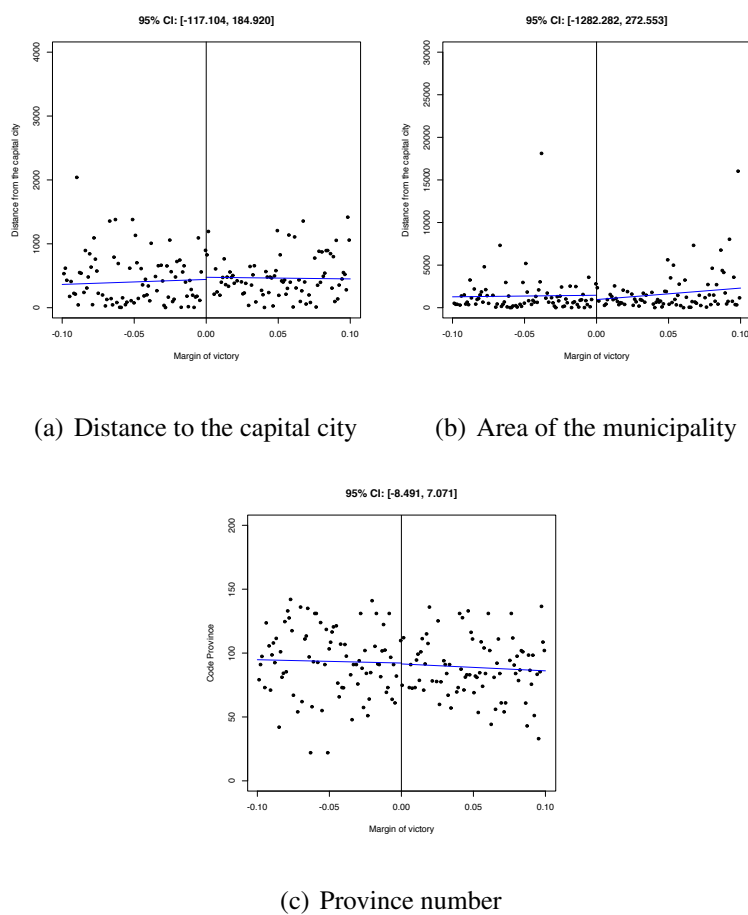 95% CI: [-117.104, 184.920]
Distance from the capital city
4000
3000
2000
1000
0
-0.10 -0.05 0.00 0.05 0.10
Margin of victory
(a) Distance to the capital city
95% CI: [-1282.282, 272.553]
Distance from the capital city
30000
25000
20000
15000
10000
5000
0
-0.10 -0.05 0.00 0.05 0.10
Margin of victory
(b) Area of the municipality
95% CI: [-8.491, 7.071]
Code Province
200
150
100
50
0
-0.10 -0.05 0.00 0.05 0.10
Margin of victory
(c) Province number